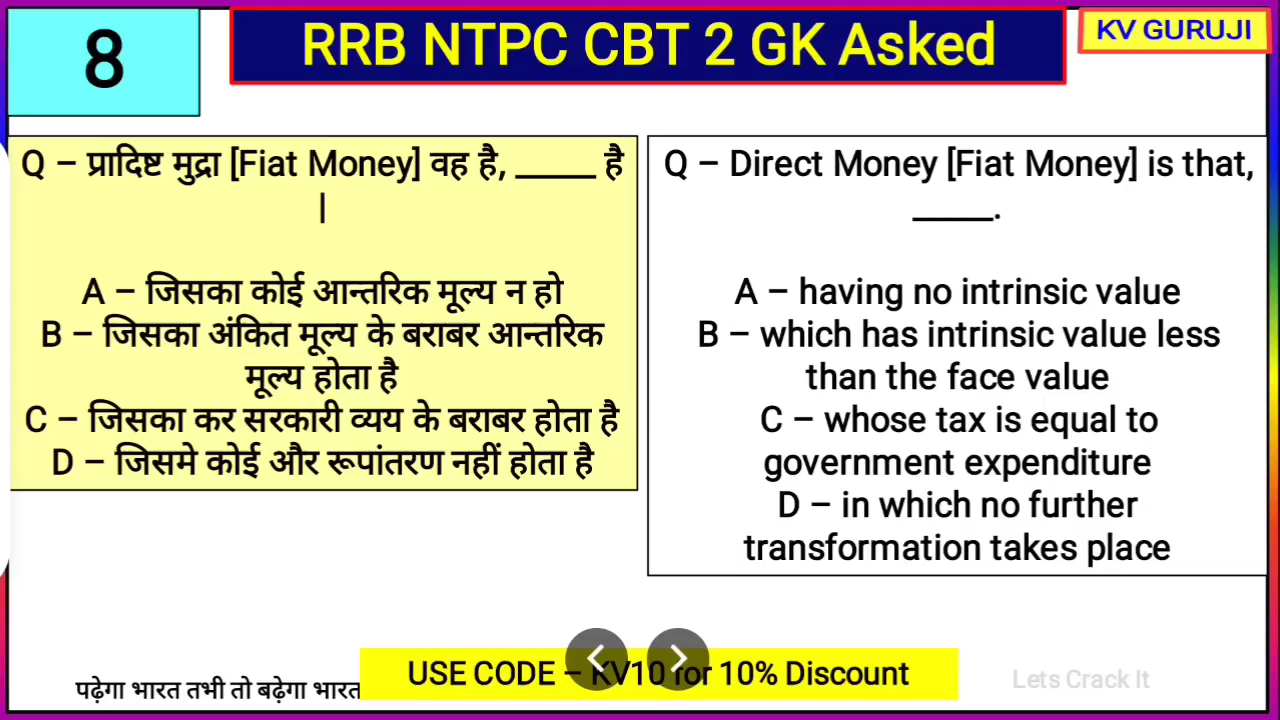 8
RRB NTPC CBT 2 GK Asked
KV GURUJI
Q – प्रादिष्ट मुद्रा [Fiat Money] वह है, _____ है
|
A – जिसका कोई आन्तरिक मूल्य न हो
B – जिसका अंकित मूल्य के बराबर आन्तरिक
मूल्य होता है
C – जिसका कर सरकारी व्यय के बराबर होता है
D – जिसमे कोई और रूपांतरण नहीं होता है
Q – Direct Money [Fiat Money] is that,
_____.
A – having no intrinsic value
B – which has intrinsic value less
than the face value
C – whose tax is equal to
government expenditure
D – in which no further
transformation takes place
USE CODE – KV10 for 10% Discount
पढ़ेगा भारत तभी तो बढ़ेगा भारत
Lets Crack It